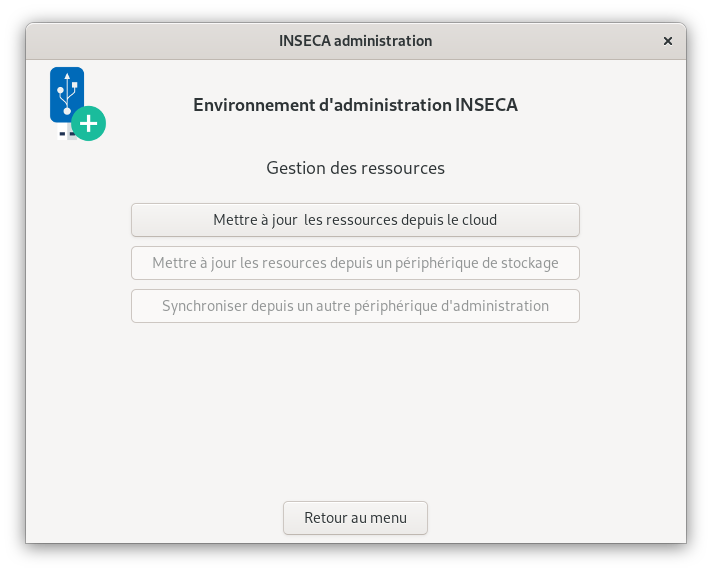 INSECA administration
Environnement d'administration INSECA
Gestion des ressources
Mettre à jour  les ressources depuis le cloud
Mettre à jour les resources depuis un périphérique de stockage
Synchroniser depuis un autre périphérique d'administration
Retour au menu